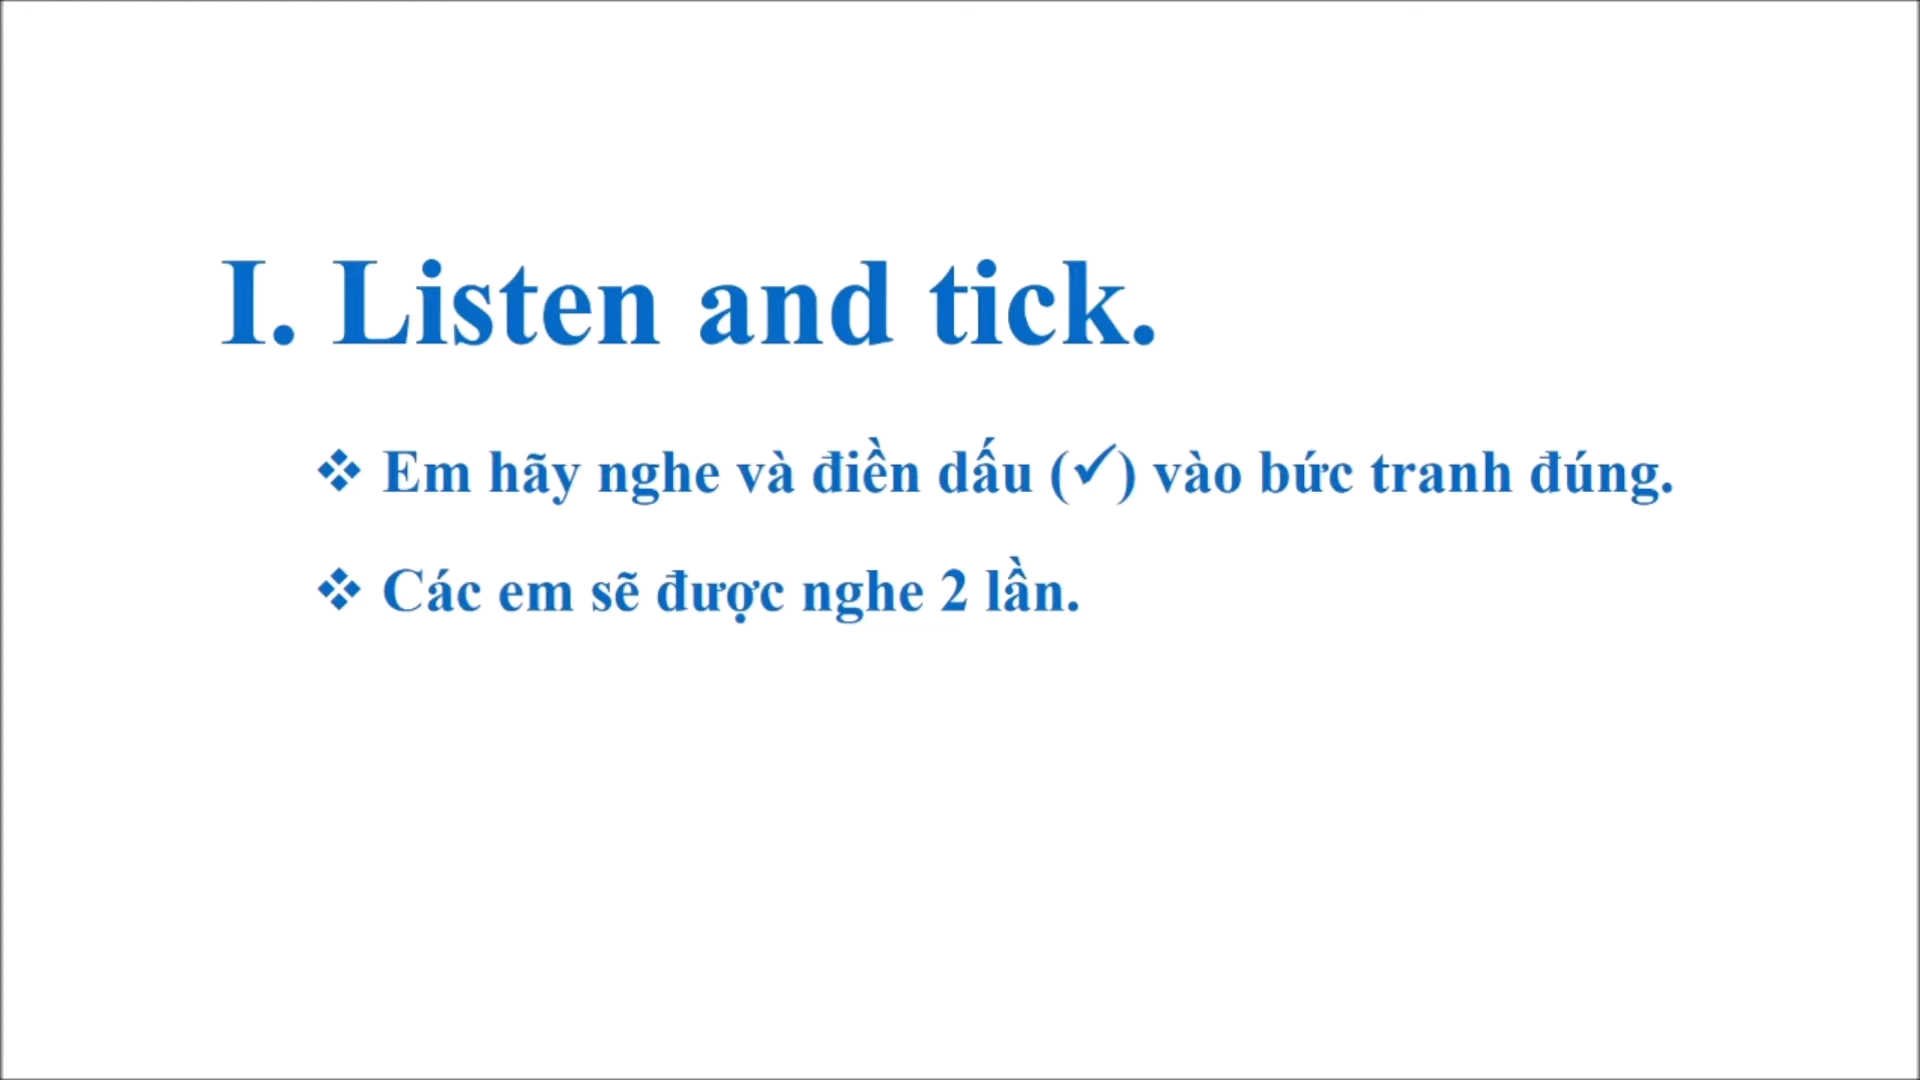 I. Listen and tick.
❖ Em hãy nghe và điền dấu (✓) vào bức tranh đúng.
❖ Các em sẽ được nghe 2 lần.